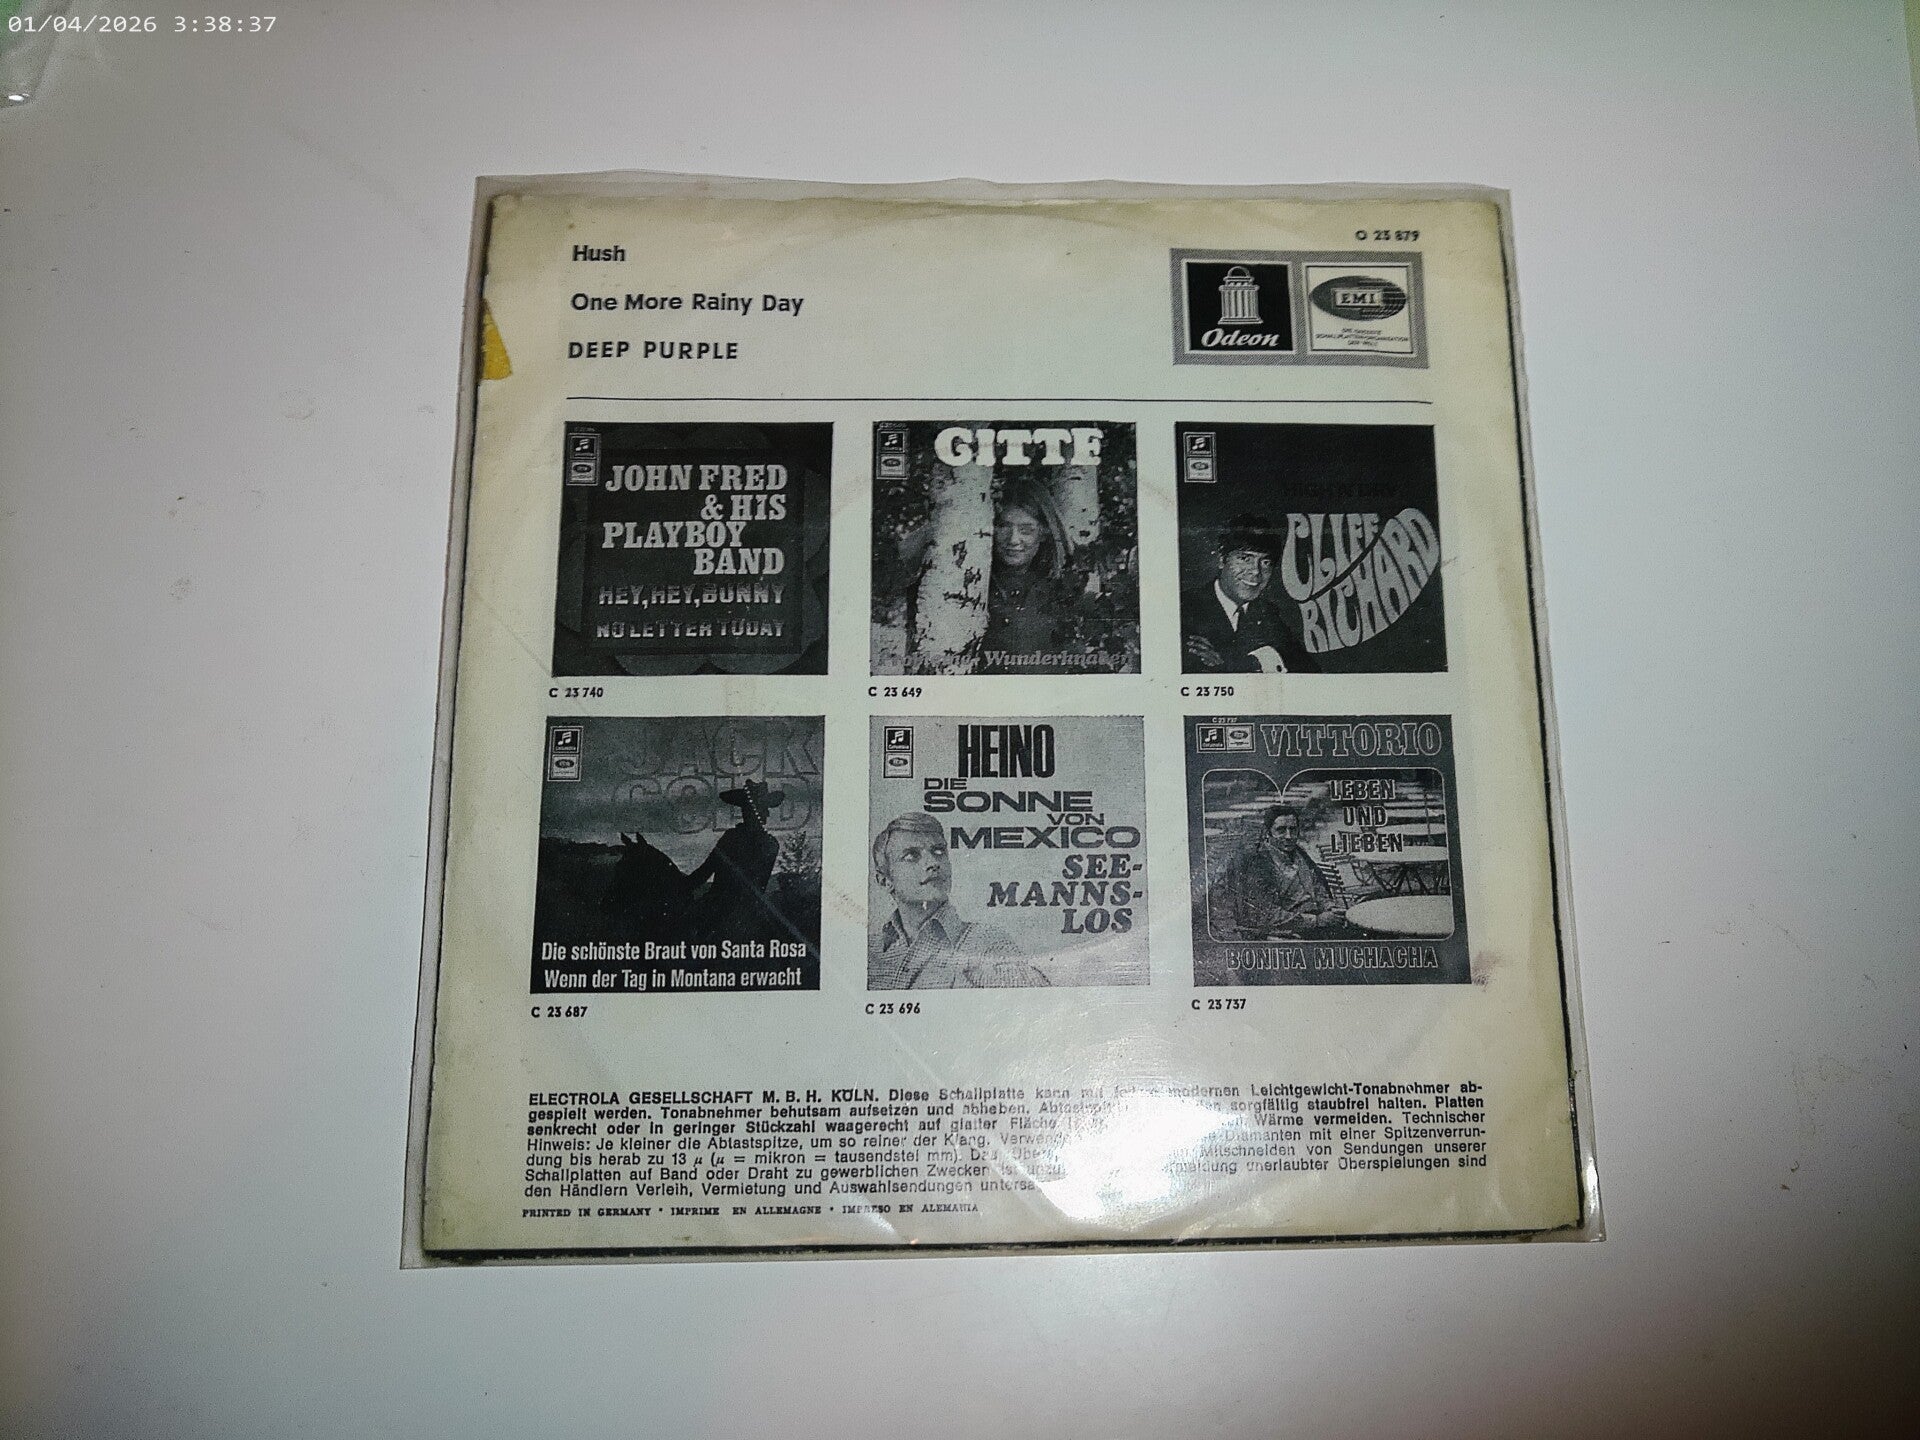 01/04/2026 3:38:37
O 23 879
Hush
One More Rainy Day
DEEP PURPLE
Odeon
EMI
JOHN FRED
& HIS
PLAYBOY
BAND
HEY, HEY, BUNNY
NO LETTER TODAY
C 23 740
GITTE
Wunderknaben
C 23 649
CLIFF
RICHARD
C 23 750
JACK
GOLD
Die schönste Braut von Santa Rosa
Wenn der Tag in Montana erwacht
C 23 687
HEINO
DIE
SONNE
VON
MEXICO
SEE-
MANNS-
LOS
C 23 696
C 23 737
VITTORIO
LEBEN
UND
LIEBEN
BONITA MUCHACHA
C 23 737
ELECTROLA GESELLSCHAFT M. B. H. KÖLN. Diese Schallplatte kann mit modernen Leichtgewicht-Tonabnehmer ab-
gespielt werden. Tonabnehmer behutsam aufsetzen und abheben. sorgfältig staubfrei halten. Platten
senkrecht oder in geringer Stückzahl waagerecht auf glatter Fläche Wärme vermeiden. Technischer
Hinweis: Je kleiner die Abtastspitze, um so reiner der Klang. Diamanten mit einer Spitzenverrun-
dung bis herab zu 13 µ (µ = mikron = tausendstel mm). Mitschneiden von Sendungen unserer
Schallplatten auf Band oder Draht zu gewerblichen Zwecken unerlaubter Überspielungen sind
den Händlern Verleih, Vermietung und Auswahlsendungen
PRINTED IN GERMANY • IMPRIME EN ALLEMAGNE • IMPRESO EN ALEMANIA